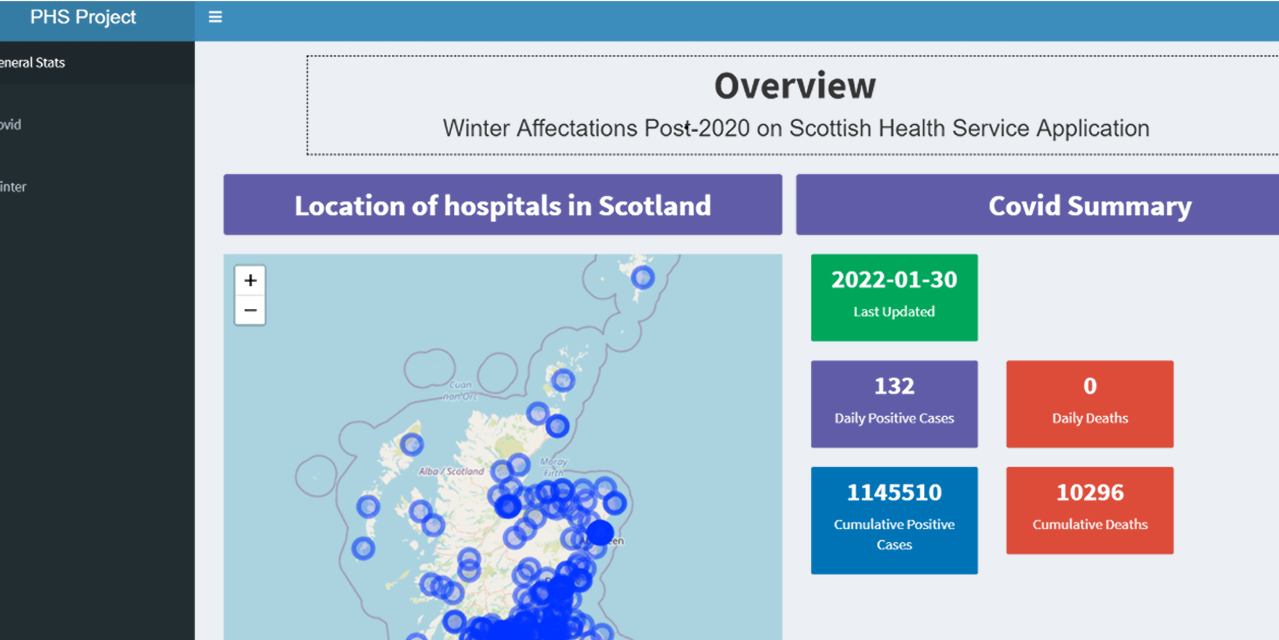 PHS Project
eneral Stats
ovid
inter
Overview
Winter Affectations Post-2020 on Scottish Health Service Application
Location of hospitals in Scotland
+
−
Cuan
nan Orc
Alba / Scotland
Moray
Firth
een
Covid Summary
2022-01-30
Last Updated
132
Daily Positive Cases
0
Daily Deaths
1145510
Cumulative Positive
Cases
10296
Cumulative Deaths